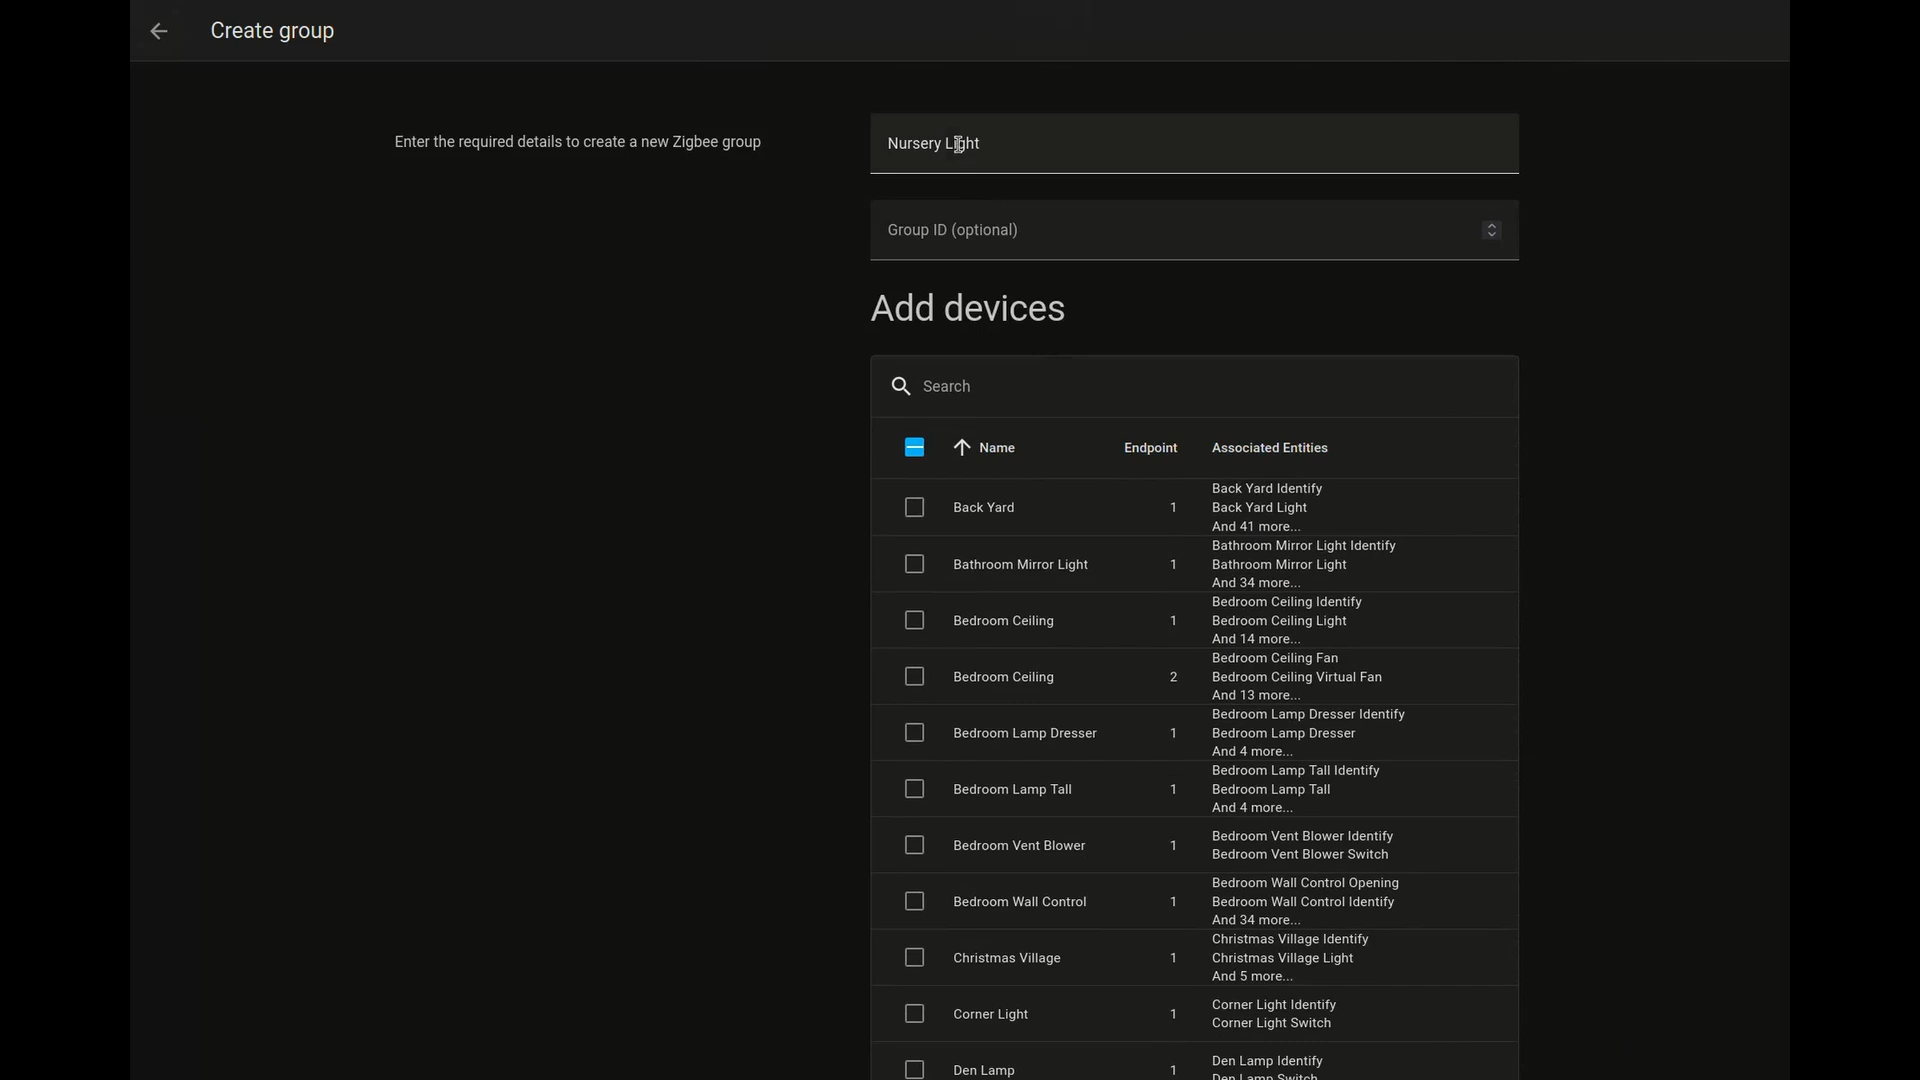 Create group
Enter the required details to create a new Zigbee group
Nursery Light
Group ID (optional)
Add devices
Search
Name Endpoint Associated Entities
Back Yard 1 Back Yard Identify
Back Yard Light
And 41 more...
Bathroom Mirror Light 1 Bathroom Mirror Light Identify
Bathroom Mirror Light
And 34 more...
Bedroom Ceiling 1 Bedroom Ceiling Identify
Bedroom Ceiling Light
And 14 more...
Bedroom Ceiling 2 Bedroom Ceiling Fan
Bedroom Ceiling Virtual Fan
And 13 more...
Bedroom Lamp Dresser 1 Bedroom Lamp Dresser Identify
Bedroom Lamp Dresser
And 4 more...
Bedroom Lamp Tall 1 Bedroom Lamp Tall Identify
Bedroom Lamp Tall
And 4 more...
Bedroom Vent Blower 1 Bedroom Vent Blower Identify
Bedroom Vent Blower Switch
Bedroom Wall Control 1 Bedroom Wall Control Opening
Bedroom Wall Control Identify
And 34 more...
Christmas Village 1 Christmas Village Identify
Christmas Village Light
And 5 more...
Corner Light 1 Corner Light Identify
Corner Light Switch
Den Lamp 1 Den Lamp Identify
Den Lamp Switch